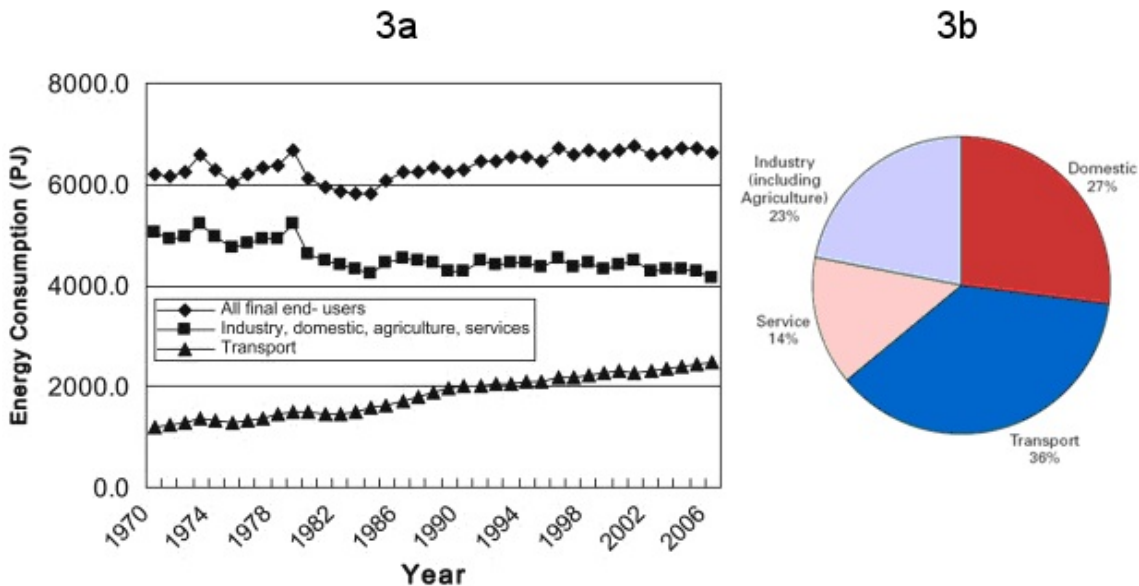 3a
3b
Energy Consumption (PJ)
8000.0
6000.0
4000.0
2000.0
0.0
All final end- users
Industry, domestic, agriculture, services
Transport
1970
1974
1978
1982
1986
1990
1994
1998
2002
2006
Year
Industry
(including
Agriculture)
23%
Domestic
27%
Service
14%
Transport
36%